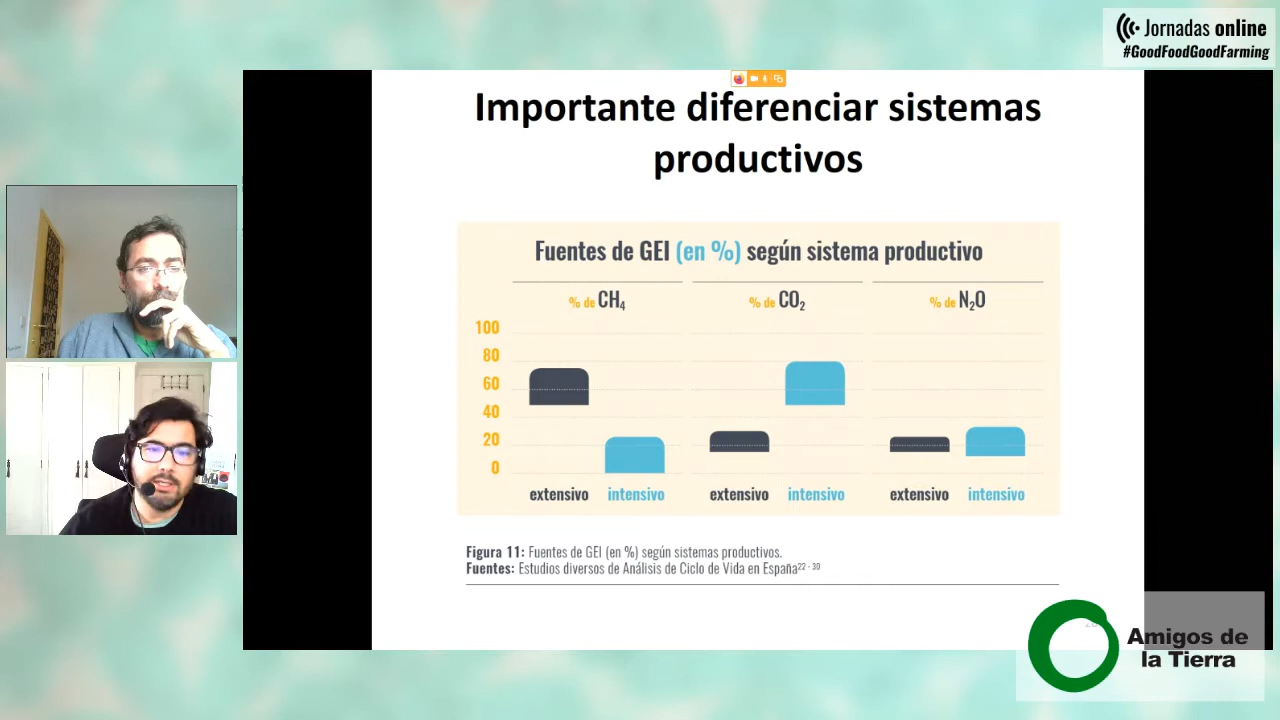 Jornadas online
#GoodFoodGoodFarming
Importante diferenciar sistemas
productivos
Fuentes de GEI (en %) según sistema productivo
% de CH₄
% de CO₂
% de N₂O
100
80
60
40
20
0
extensivo
intensivo
extensivo
intensivo
extensivo
intensivo
Figura 11: Fuentes de GEI (en %) según sistemas productivos.
Fuentes: Estudios diversos de Análisis de Ciclo de Vida en España²² ⁻ ³⁰
Amigos de
la Tierra